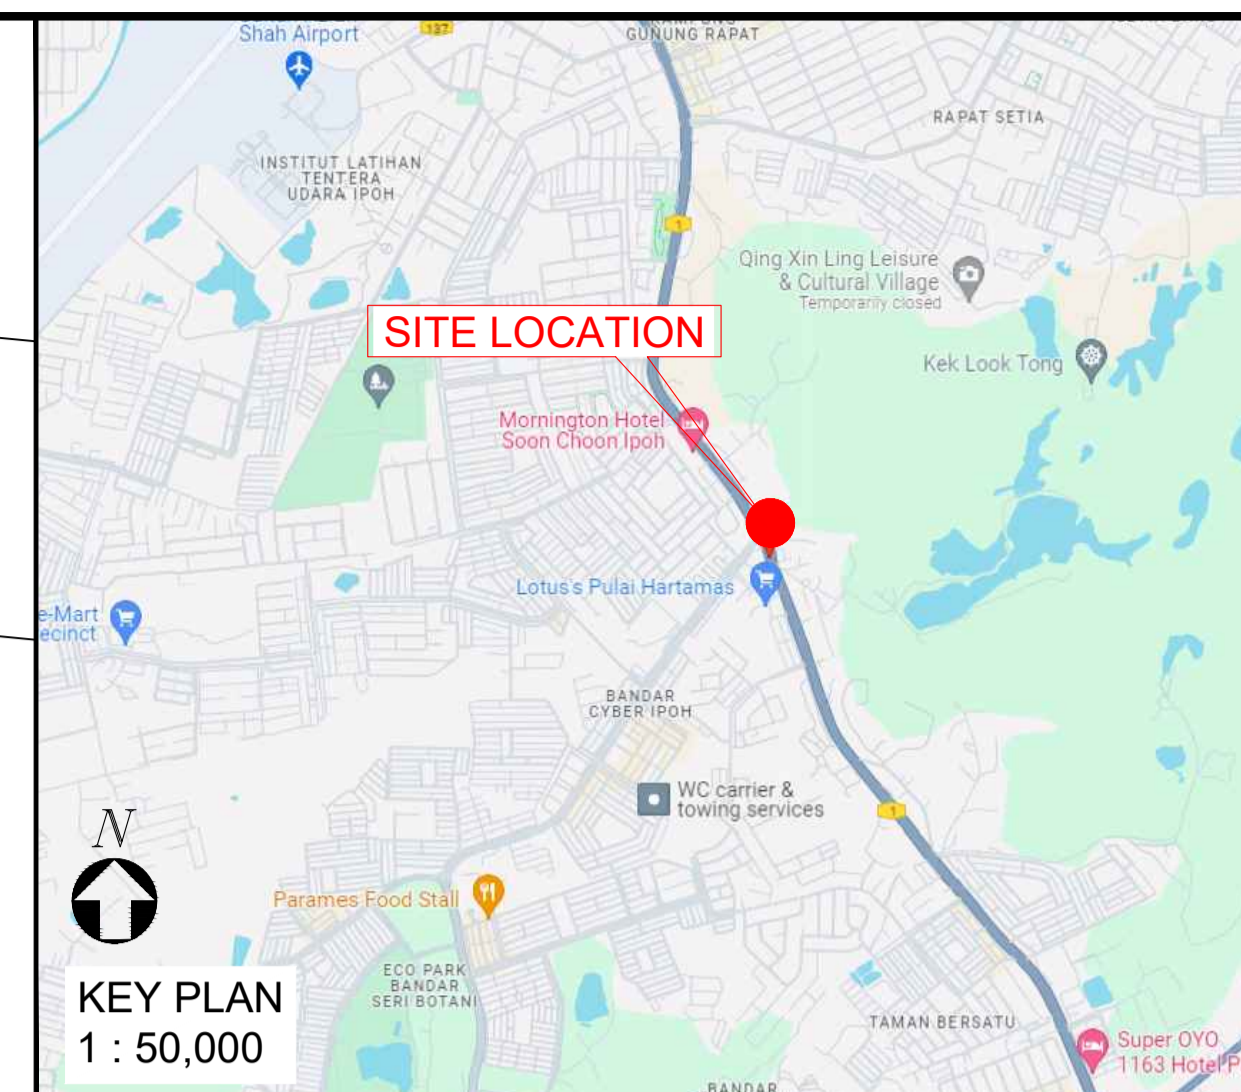 Shah Airport
137
GUNUNG RAPAT
RAPAT SETIA
INSTITUT LATIHAN
TENTERA
UDARA IPOH
1
Qing Xin Ling Leisure
& Cultural Village
Temporarily closed
SITE LOCATION
Kek Look Tong
Mornington Hotel
Soon Choon Ipoh
Lotus's Pulai Hartamas
e-Mart
ecinct
BANDAR
CYBER IPOH
WC carrier &
towing services
1
N
Parames Food Stall
ECO PARK
BANDAR
SERI BOTANI
KEY PLAN
1 : 50,000
TAMAN BERSATU
Super OYO
1163 Hotel P
BANDAR